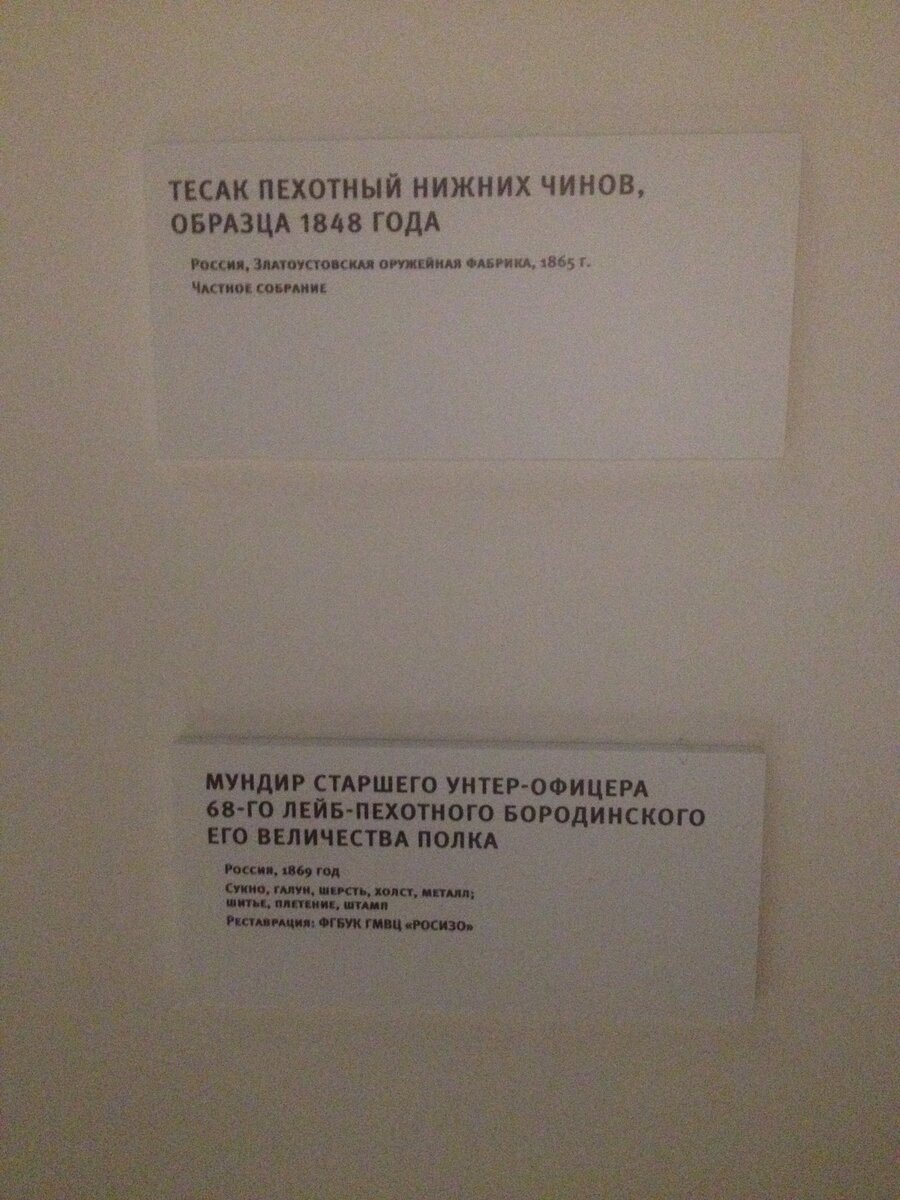 ТЕСАК ПЕХОТНЫЙ НИЖНИХ ЧИНОВ,
ОБРАЗЦА 1848 ГОДА
Россия, Златоустовская оружейная фабрика, 1865 г.
Частное собрание
МУНДИР СТАРШЕГО УНТЕР-ОФИЦЕРА
68-ГО ЛЕЙБ-ПЕХОТНОГО БОРОДИНСКОГО
ЕГО ВЕЛИЧЕСТВА ПОЛКА
Россия, 1869 год
Сукно, галун, шерсть, холст, металл;
шитье, плетение, штамп
Реставрация: ФГБУК ГМВЦ «РОСИЗО»